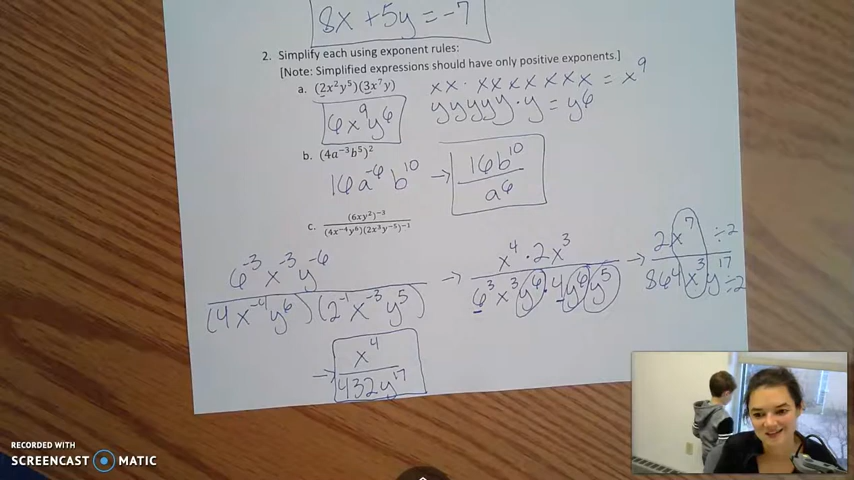 8x + 5y = -7
2. Simplify each using exponent rules:
[Note: Simplified expressions should have only positive exponents.]
a. (2x²y⁵)(3x⁷y) xx · xxxxxxx = x⁹
6x⁹y⁶ yyyyy · y = y⁶
b. (4a⁻³b⁵)²
16a⁻⁶b¹⁰ → 16b¹⁰/a⁶
c. (6xy²)⁻³/(4x⁻⁴y⁶)(2x³y⁻⁵)⁻¹
6⁻³x⁻³y⁻⁶/(4x⁻⁴y⁶)(2⁻¹x⁻³y⁵) → x⁴·2x³/6³x³y⁶·4y⁶y⁵ → 2x⁷/864x³y¹⁷ ÷2 ÷2
→ x⁴/432y¹⁷
RECORDED WITH
SCREENCAST MATIC